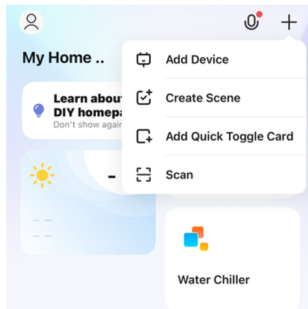 My Home ..
Add Device
Create Scene
Add Quick Toggle Card
Scan
Learn abou
DIY homepa
Don't show again
Water Chiller